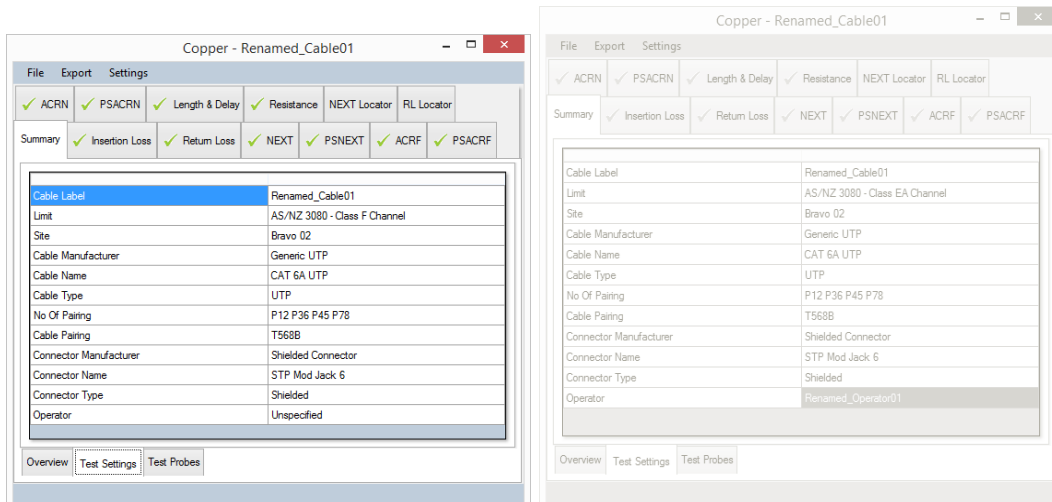 Copper - Renamed_Cable01
File Export Settings
ACRN PSACRN Length & Delay Resistance NEXT Locator RL Locator
Summary Insertion Loss Return Loss NEXT PSNEXT ACRF PSACRF
Cable Label Renamed_Cable01
Limit AS/NZ 3080 - Class F Channel
Site Bravo 02
Cable Manufacturer Generic UTP
Cable Name CAT 6A UTP
Cable Type UTP
No Of Pairing P12 P36 P45 P78
Cable Pairing T568B
Connector Manufacturer Shielded Connector
Connector Name STP Mod Jack 6
Connector Type Shielded
Operator Unspecified
Overview Test Settings Test Probes
Copper - Renamed_Cable01
File Export Settings
ACRN PSACRN Length & Delay Resistance NEXT Locator RL Locator
Summary Insertion Loss Return Loss NEXT PSNEXT ACRF PSACRF
Cable Label Renamed_Cable01
Limit AS/NZ 3080 - Class EA Channel
Site Bravo 02
Cable Manufacturer Generic UTP
Cable Name CAT 6A UTP
Cable Type UTP
No Of Pairing P12 P36 P45 P78
Cable Pairing T568B
Connector Manufacturer Shielded Connector
Connector Name STP Mod Jack 6
Connector Type Shielded
Operator Renamed_Operator01
Overview Test Settings Test Probes